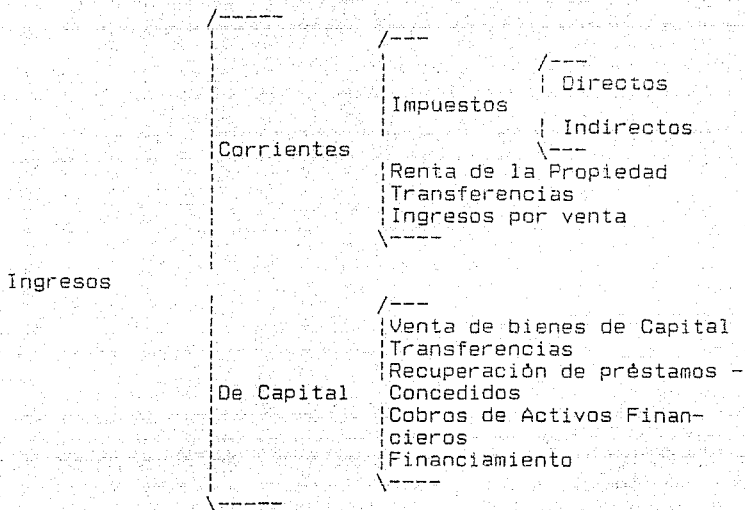 Directos
Impuestos
Indirectos
Corrientes
Renta de la Propiedad
Transferencias
Ingresos por venta
Ingresos
Venta de bienes de Capital
Transferencias
Recuperación de préstamos -
De Capital Concedidos
Cobros de Activos Finan-
cieros
Financiamiento